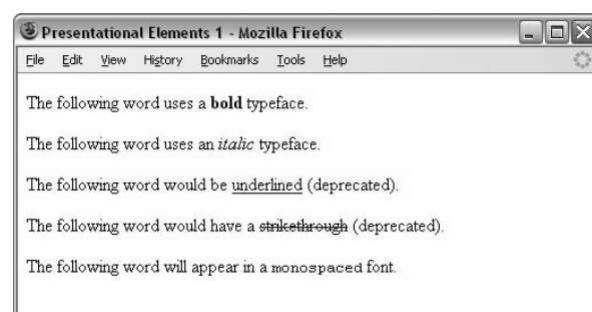 Presentational Elements 1 - Mozilla Firefox
File Edit View History Bookmarks Tools Help
The following word uses a bold typeface.
The following word uses an italic typeface.
The following word would be underlined (deprecated).
The following word would have a strikethrough (deprecated).
The following word will appear in a monospaced font.